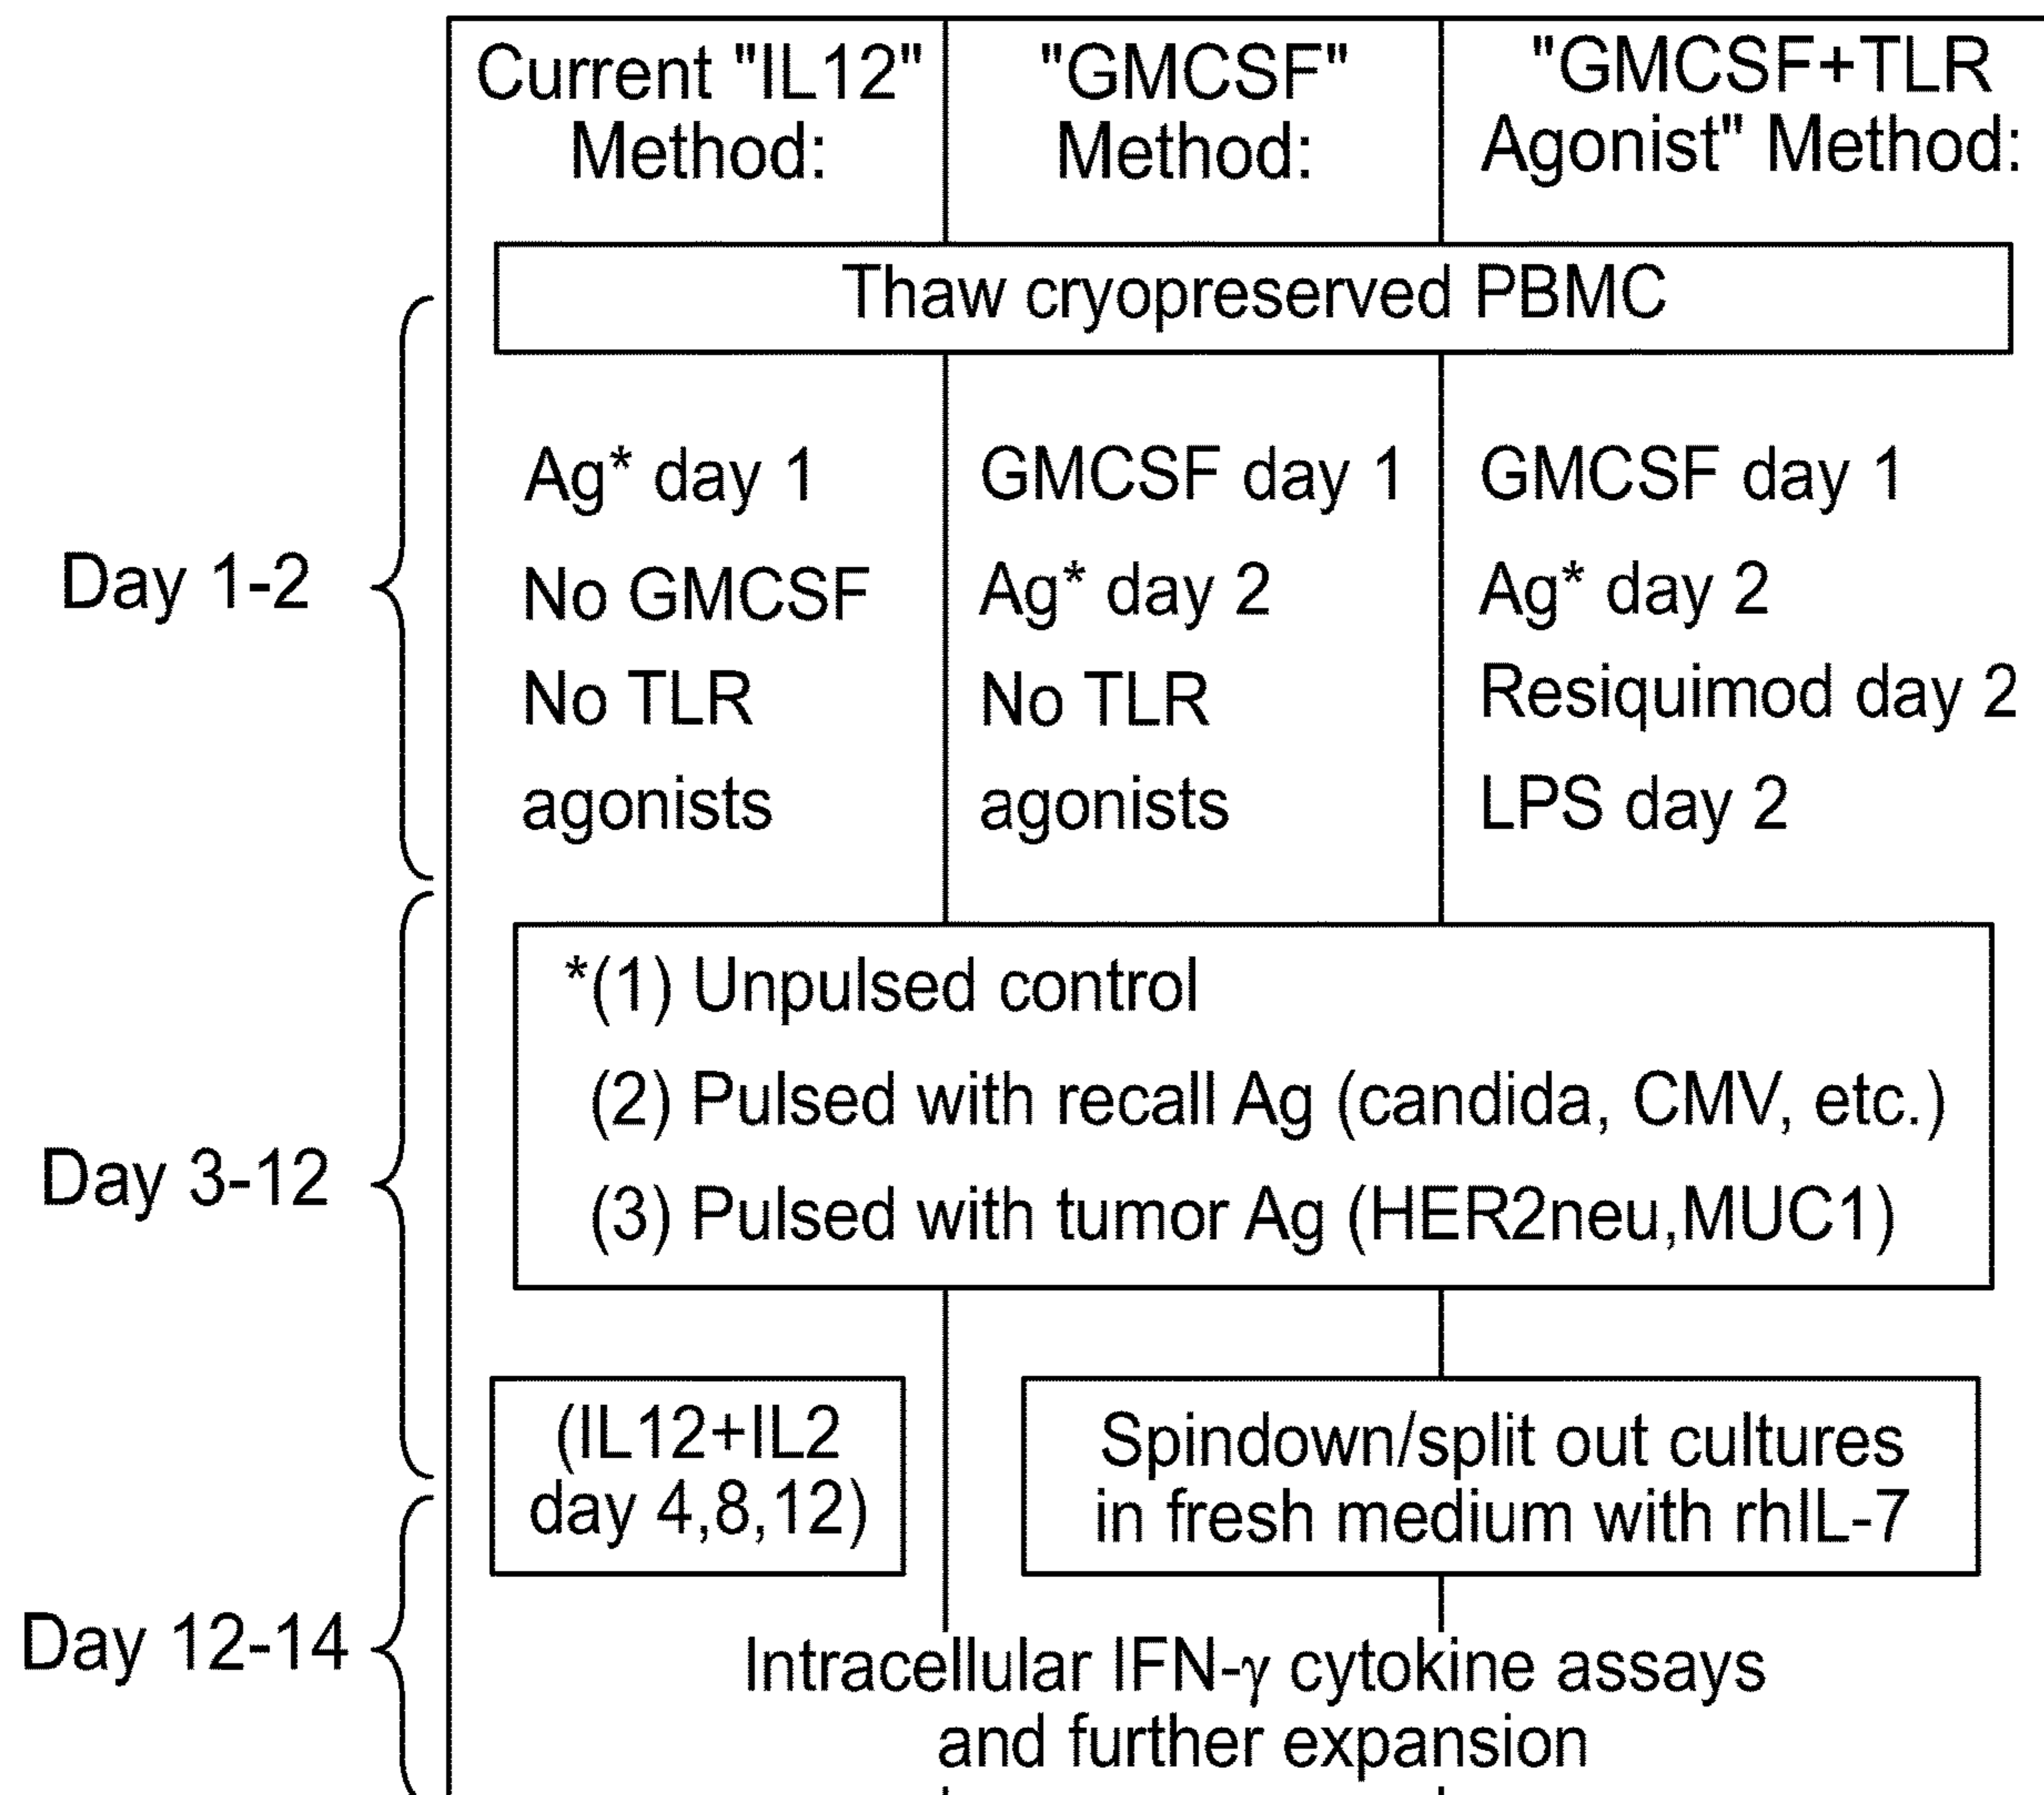 Current "IL12"
Method:
"GMCSF"
Method:
"GMCSF+TLR
Agonist" Method:
Thaw cryopreserved PBMC
Day 1-2
Ag* day 1
No GMCSF
No TLR
agonists
GMCSF day 1
Ag* day 2
No TLR
agonists
GMCSF day 1
Ag* day 2
Resiquimod day 2
LPS day 2
Day 3-12
*(1) Unpulsed control
(2) Pulsed with recall Ag (candida, CMV, etc.)
(3) Pulsed with tumor Ag (HER2neu,MUC1)
(IL12+IL2
day 4,8,12)
Spindown/split out cultures
in fresh medium with rhIL-7
Day 12-14
Intracellular IFN-γ cytokine assays
and further expansion